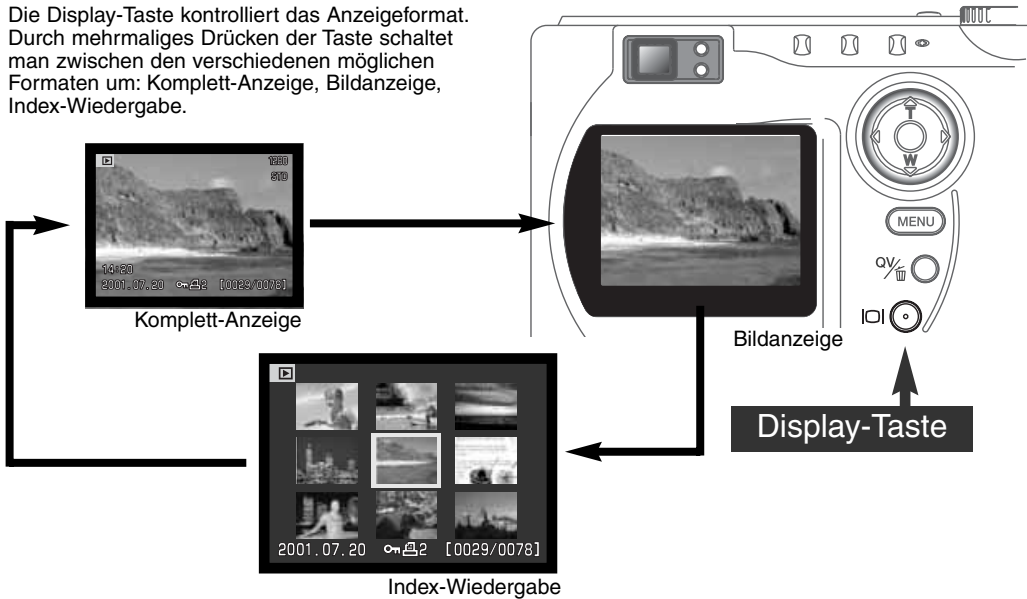 Die Display-Taste kontrolliert das Anzeigeformat.
Durch mehrmaliges Drücken der Taste schaltet
man zwischen den verschiedenen möglichen
Formaten um: Komplett-Anzeige, Bildanzeige,
Index-Wiedergabe.
1280
STD
14:20
2001.07.20 2 [0029/0078]
Komplett-Anzeige
T
W
MENU
QV/
Bildanzeige
Display-Taste
2001.07.20 2 [0029/0078]
Index-Wiedergabe